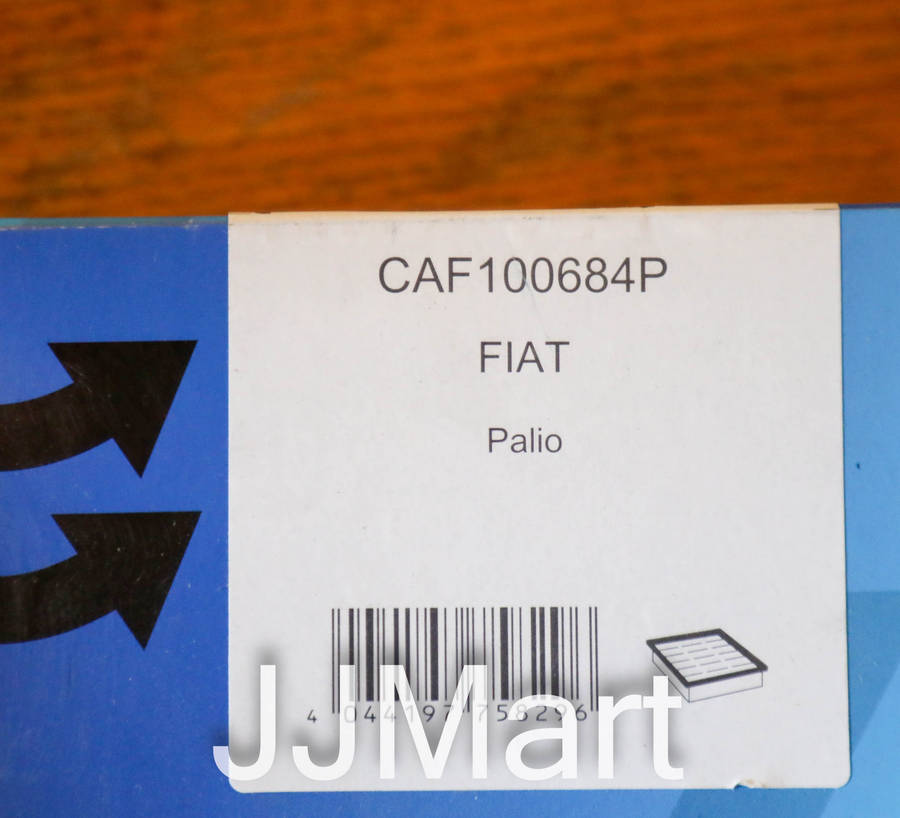 CAF100684P
FIAT
Palio
4 044197 758296
JJMart